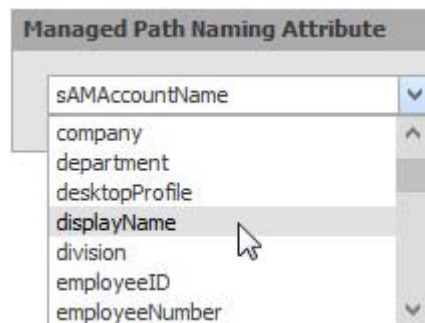 Managed Path Naming Attribute
sAMAccountName
company
department
desktopProfile
displayName
division
employeeID
employeeNumber